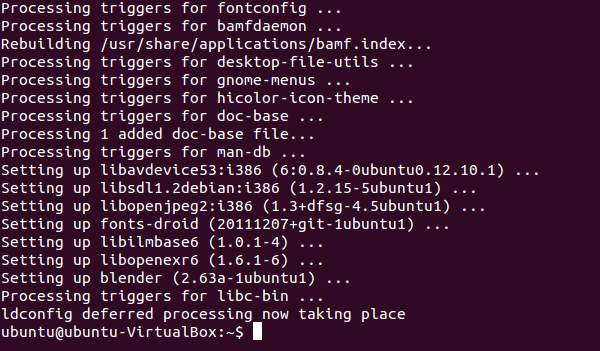 Processing triggers for fontconfig ...
Processing triggers for bamfdaemon ...
Rebuilding /usr/share/applications/bamf.index...
Processing triggers for desktop-file-utils ...
Processing triggers for gnome-menus ...
Processing triggers for hicolor-icon-theme ...
Processing triggers for doc-base ...
Processing 1 added doc-base file...
Processing triggers for man-db ...
Setting up libavdevice53:i386 (6:0.8.4-0ubuntu0.12.10.1) ...
Setting up libsdl1.2debian:i386 (1.2.15-5ubuntu1) ...
Setting up libopenjpeg2:i386 (1.3+dfsg-4.5ubuntu1) ...
Setting up fonts-droid (20111207+git-1ubuntu1) ...
Setting up libilmbase6 (1.0.1-4) ...
Setting up libopenexr6 (1.6.1-6) ...
Setting up blender (2.63a-1ubuntu1) ...
Processing triggers for libc-bin ...
ldconfig deferred processing now taking place
ubuntu@ubuntu-VirtualBox:~$